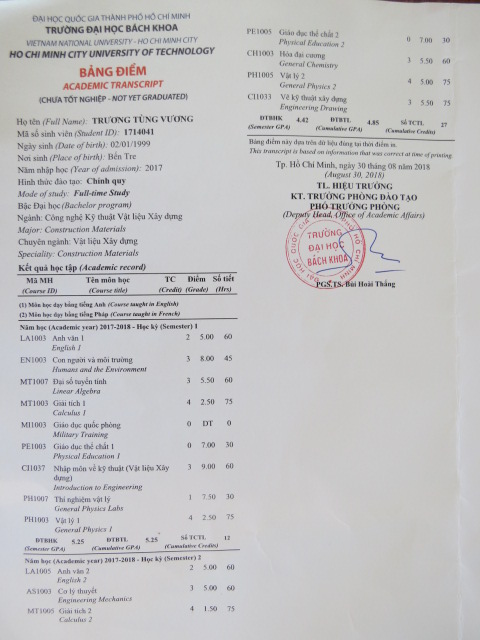 ĐẠI HỌC QUỐC GIA THÀNH PHỐ HỒ CHÍ MINH
TRƯỜNG ĐẠI HỌC BÁCH KHOA
VIETNAM NATIONAL UNIVERSITY - HO CHI MINH CITY
HO CHI MINH CITY UNIVERSITY OF TECHNOLOGY
BẢNG ĐIỂM
ACADEMIC TRANSCRIPT
(CHƯA TỐT NGHIỆP - NOT YET GRADUATED)
Họ tên (Full Name): TRƯƠNG TÙNG VƯƠNG
Mã số sinh viên (Student ID): 1714041
Ngày sinh (Date of birth): 02/01/1999
Nơi sinh (Place of birth): Bến Tre
Năm nhập học (Year of admission): 2017
Hình thức đào tạo: Chính quy
Mode of study: Full-time Study
Bậc Đại học (Bachelor program)
Ngành: Công nghệ Kỹ thuật Vật liệu Xây dựng
Major: Construction Materials
Chuyên ngành: Vật liệu Xây dựng
Speciality: Construction Materials
Kết quả học tập (Academic record)
Mã MH Tên môn học TC Điểm Số tiết
(Course ID) (Course title) (Credit) (Grade) (Hrs)
(1) Môn học dạy bằng tiếng Anh (Course taught in English)
(2) Môn học dạy bằng tiếng Pháp (Course taught in French)
Năm học (Academic year) 2017-2018 - Học kỳ (Semester) 1
LA1003 Anh văn 1 2 5.00 60
English 1
EN1003 Con người và môi trường 3 8.00 45
Humans and the Environment
MT1007 Đại số tuyến tính 3 5.50 60
Linear Algebra
MT1003 Giải tích 1 4 2.50 75
Calculus 1
MI1003 Giáo dục quốc phòng 0 DT 0
Military Training
PE1003 Giáo dục thể chất 1 0 7.00 30
Physical Education 1
CI1037 Nhập môn về kỹ thuật (Vật liệu Xây 3 9.00 60
dựng)
Introduction to Engineering
PH1007 Thí nghiệm vật lý 1 7.50 30
General Physics Labs
PH1003 Vật lý 1 4 2.50 75
General Physics 1
ĐTBHK 5.25 ĐTBTL 5.25 Số TCTL 12
(Semester GPA) (Cumulative GPA) (Cumulative Credits)
Năm học (Academic year) 2017-2018 - Học kỳ (Semester) 2
LA1005 Anh văn 2 2 5.00 60
English 2
AS1003 Cơ lý thuyết 3 5.00 60
Engineering Mechanics
MT1005 Giải tích 2 4 1.50 75
Calculus 2
PE1005 Giáo dục thể chất 2 0 7.00 30
Physical Education 2
CH1003 Hóa đại cương 3 5.50 60
General Chemistry
PH1005 Vật lý 2 4 5.00 75
General Physics 2
CI1033 Vẽ kỹ thuật xây dựng 3 5.50 75
Engineering Drawing
ĐTBHK 4.42 ĐTBTL 4.85 Số TCTL 27
(Semester GPA) (Cumulative GPA) (Cumulative Credits)
Bảng điểm này dựa trên dữ liệu đúng tại thời điểm in.
This transcript is based on information that was correct at time of printing.
Tp. Hồ Chí Minh, ngày 30 tháng 08 năm 2018
(August 30, 2018)
TL. HIỆU TRƯỞNG
KT. TRƯỞNG PHÒNG ĐÀO TẠO
PHÓ TRƯỞNG PHÒNG
(Deputy Head, Office of Academic Affairs)
TRƯỜNG
ĐẠI HỌC
BÁCH KHOA
PGS.TS. Bùi Hoài Thắng